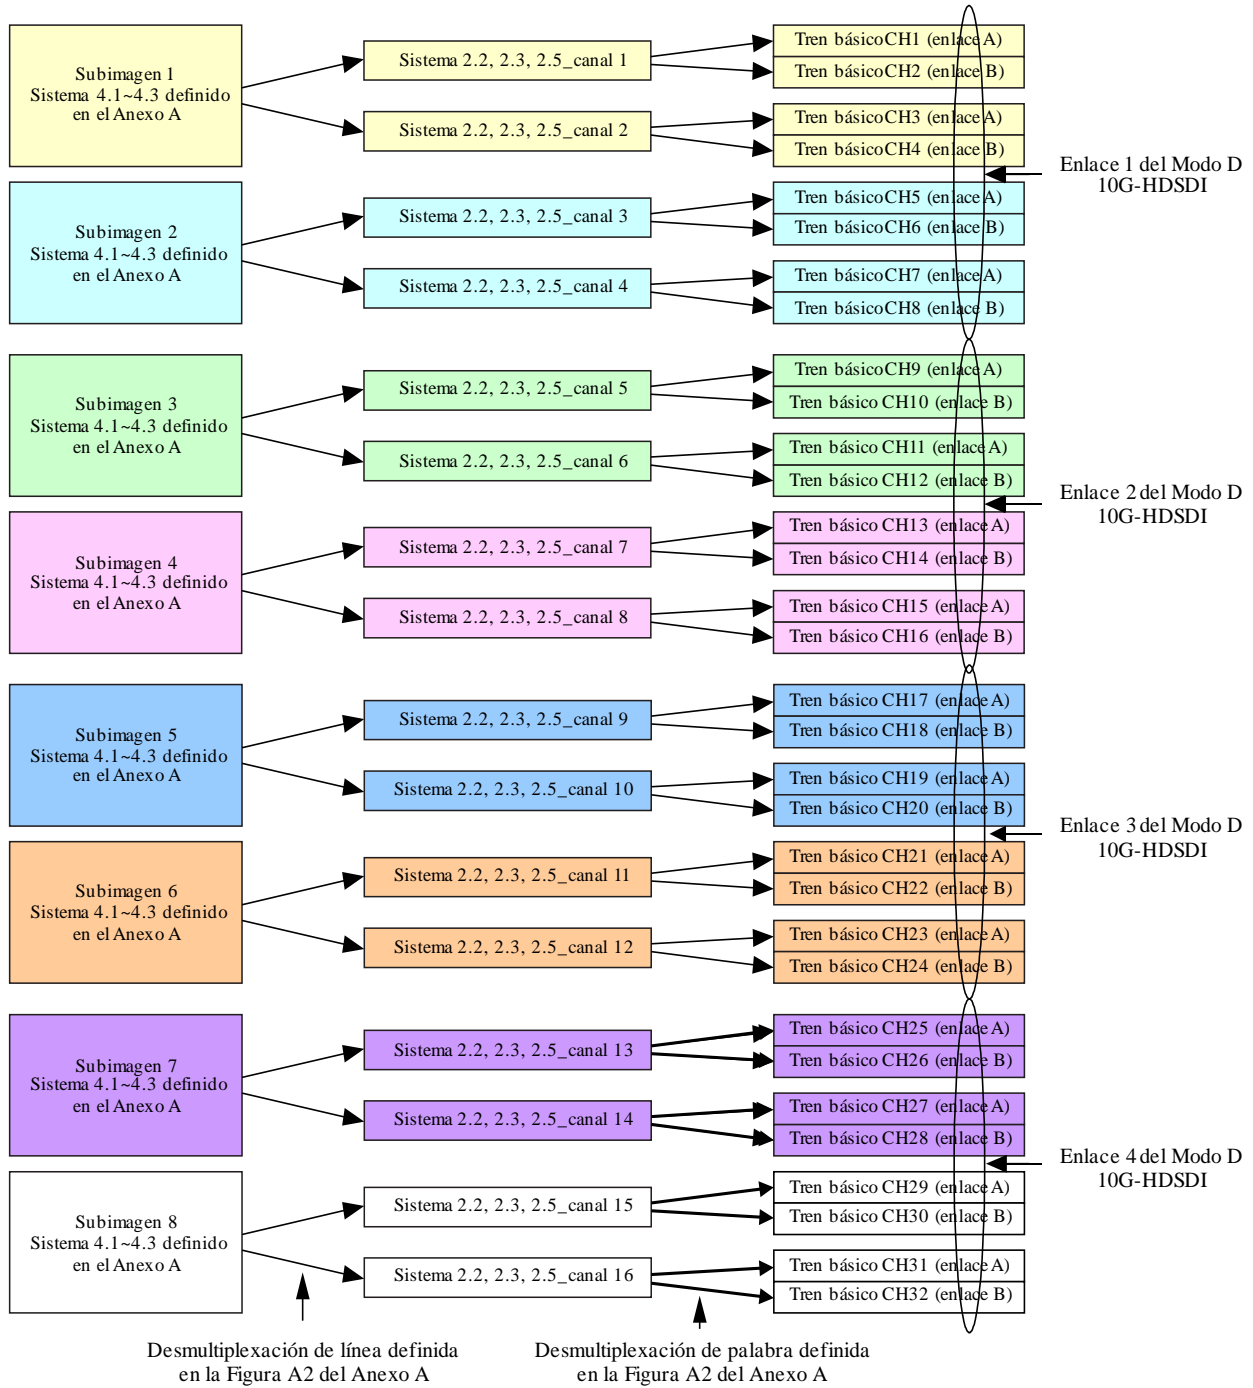 Subimagen 1
Sistema 4.1~4.3 definido
en el Anexo A
Sistema 2.2, 2.3, 2.5_canal 1
Sistema 2.2, 2.3, 2.5_canal 2
Tren básico CH1 (enlace A)
Tren básico CH2 (enlace B)
Tren básico CH3 (enlace A)
Tren básico CH4 (enlace B)
Enlace 1 del Modo D
10G-HDSDI
Subimagen 2
Sistema 4.1~4.3 definido
en el Anexo A
Sistema 2.2, 2.3, 2.5_canal 3
Sistema 2.2, 2.3, 2.5_canal 4
Tren básico CH5 (enlace A)
Tren básico CH6 (enlace B)
Tren básico CH7 (enlace A)
Tren básico CH8 (enlace B)
Subimagen 3
Sistema 4.1~4.3 definido
en el Anexo A
Sistema 2.2, 2.3, 2.5_canal 5
Sistema 2.2, 2.3, 2.5_canal 6
Tren básico CH9 (enlace A)
Tren básico CH10 (enlace B)
Tren básico CH11 (enlace A)
Tren básico CH12 (enlace B)
Enlace 2 del Modo D
10G-HDSDI
Subimagen 4
Sistema 4.1~4.3 definido
en el Anexo A
Sistema 2.2, 2.3, 2.5_canal 7
Sistema 2.2, 2.3, 2.5_canal 8
Tren básico CH13 (enlace A)
Tren básico CH14 (enlace B)
Tren básico CH15 (enlace A)
Tren básico CH16 (enlace B)
Subimagen 5
Sistema 4.1~4.3 definido
en el Anexo A
Sistema 2.2, 2.3, 2.5_canal 9
Sistema 2.2, 2.3, 2.5_canal 10
Tren básico CH17 (enlace A)
Tren básico CH18 (enlace B)
Tren básico CH19 (enlace A)
Tren básico CH20 (enlace B)
Enlace 3 del Modo D
10G-HDSDI
Subimagen 6
Sistema 4.1~4.3 definido
en el Anexo A
Sistema 2.2, 2.3, 2.5_canal 11
Sistema 2.2, 2.3, 2.5_canal 12
Tren básico CH21 (enlace A)
Tren básico CH22 (enlace B)
Tren básico CH23 (enlace A)
Tren básico CH24 (enlace B)
Subimagen 7
Sistema 4.1~4.3 definido
en el Anexo A
Sistema 2.2, 2.3, 2.5_canal 13
Sistema 2.2, 2.3, 2.5_canal 14
Tren básico CH25 (enlace A)
Tren básico CH26 (enlace B)
Tren básico CH27 (enlace A)
Tren básico CH28 (enlace B)
Enlace 4 del Modo D
10G-HDSDI
Subimagen 8
Sistema 4.1~4.3 definido
en el Anexo A
Sistema 2.2, 2.3, 2.5_canal 15
Sistema 2.2, 2.3, 2.5_canal 16
Tren básico CH29 (enlace A)
Tren básico CH30 (enlace B)
Tren básico CH31 (enlace A)
Tren básico CH32 (enlace B)
Desmultiplexación de línea definida
en la Figura A2 del Anexo A
Desmultiplexación de palabra definida
en la Figura A2 del Anexo A